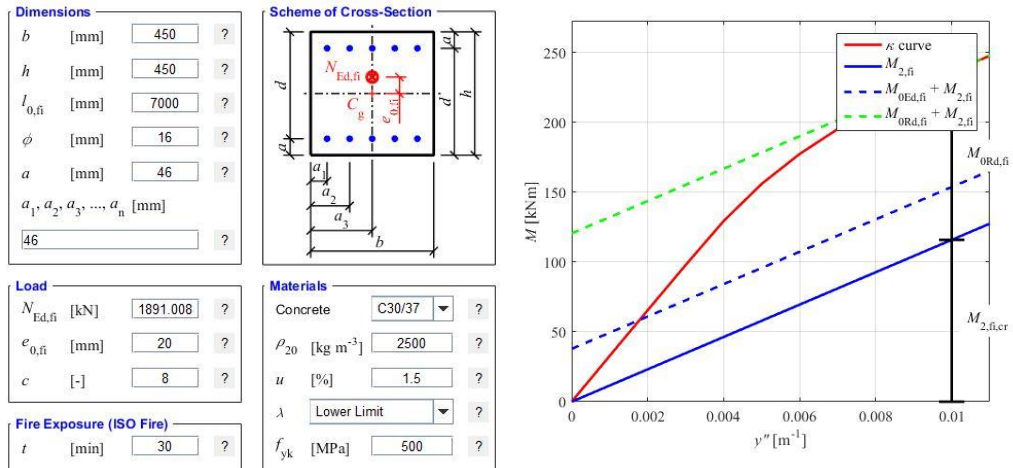 Dimensions
b [mm] 450 ?
h [mm] 450 ?
l0,fi [mm] 7000 ?
ϕ [mm] 16 ?
a [mm] 46 ?
a1, a2, a3, ..., an [mm]
46 ?
Load
NEd,fi [kN] 1891.008 ?
e0,fi [mm] 20 ?
c [-] 8 ?
Fire Exposure (ISO Fire)
t [min] 30 ?
Scheme of Cross-Section
a
NEd,fi
d
Cg
e0,fi
d
h
a
a1
a2
a3
b
Materials
Concrete C30/37 ?
ρ20 [kg m-3] 2500 ?
u [%] 1.5 ?
λ Lower Limit ?
fyk [MPa] 500 ?
κ curve
M2,fi
M0Ed,fi + M2,fi
M0Rd,fi + M2,fi
250
200
150
100
50
0
M [kNm]
M0Rd,fi
M2,fi,cr
0 0.002 0.004 0.006 0.008 0.01
y″ [m-1]